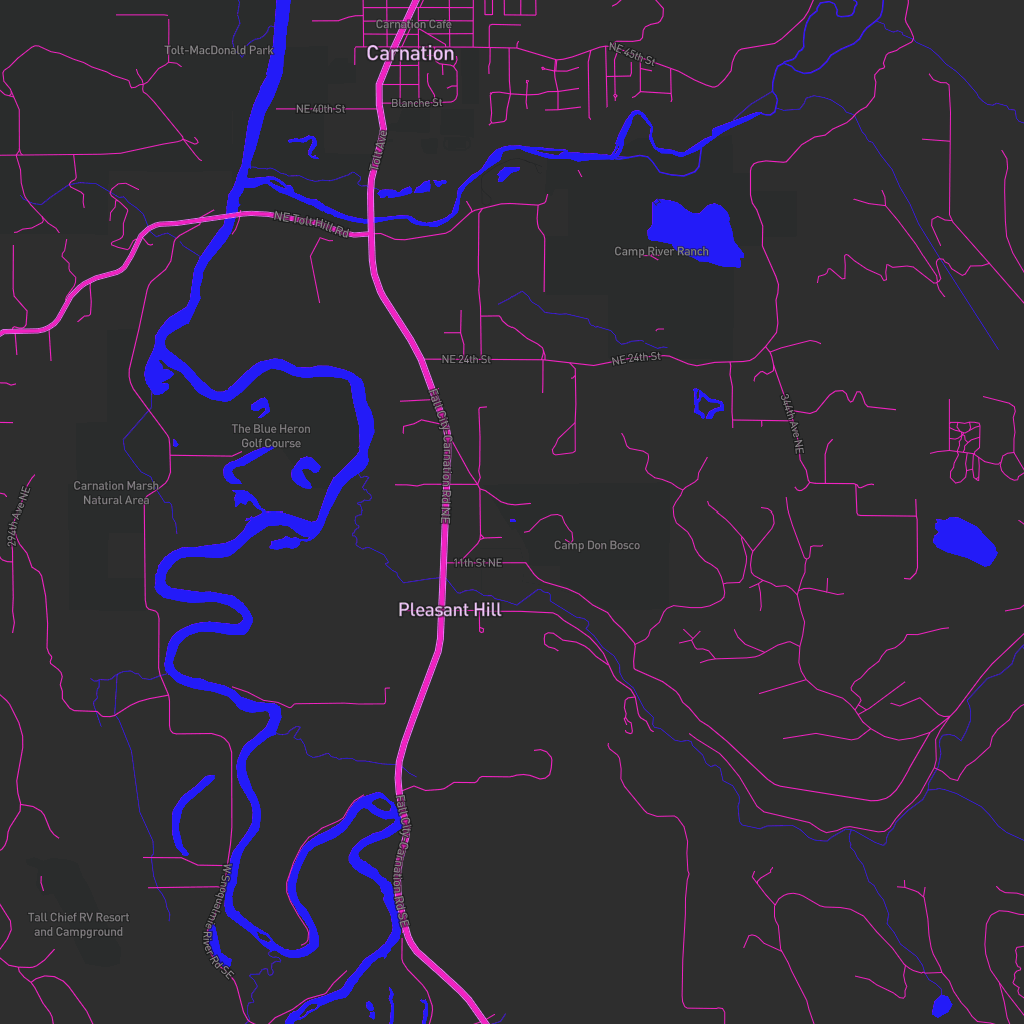 Carnation Cafe
Tolt-MacDonald Park
Carnation
NE 45th St
Blanche St
NE 40th St
Tolt Ave
NE Tolt Hill Rd
Camp River Ranch
NE 24th St
NE 24th St
344th Ave NE
Fall City-Carnation Rd NE
The Blue Heron
Golf Course
Carnation Marsh
Natural Area
296th Ave NE
Camp Don Bosco
11th St NE
Pleasant Hill
Fall City-Carnation Rd SE
W Snoqualmie River Rd SE
Tall Chief RV Resort
and Campground